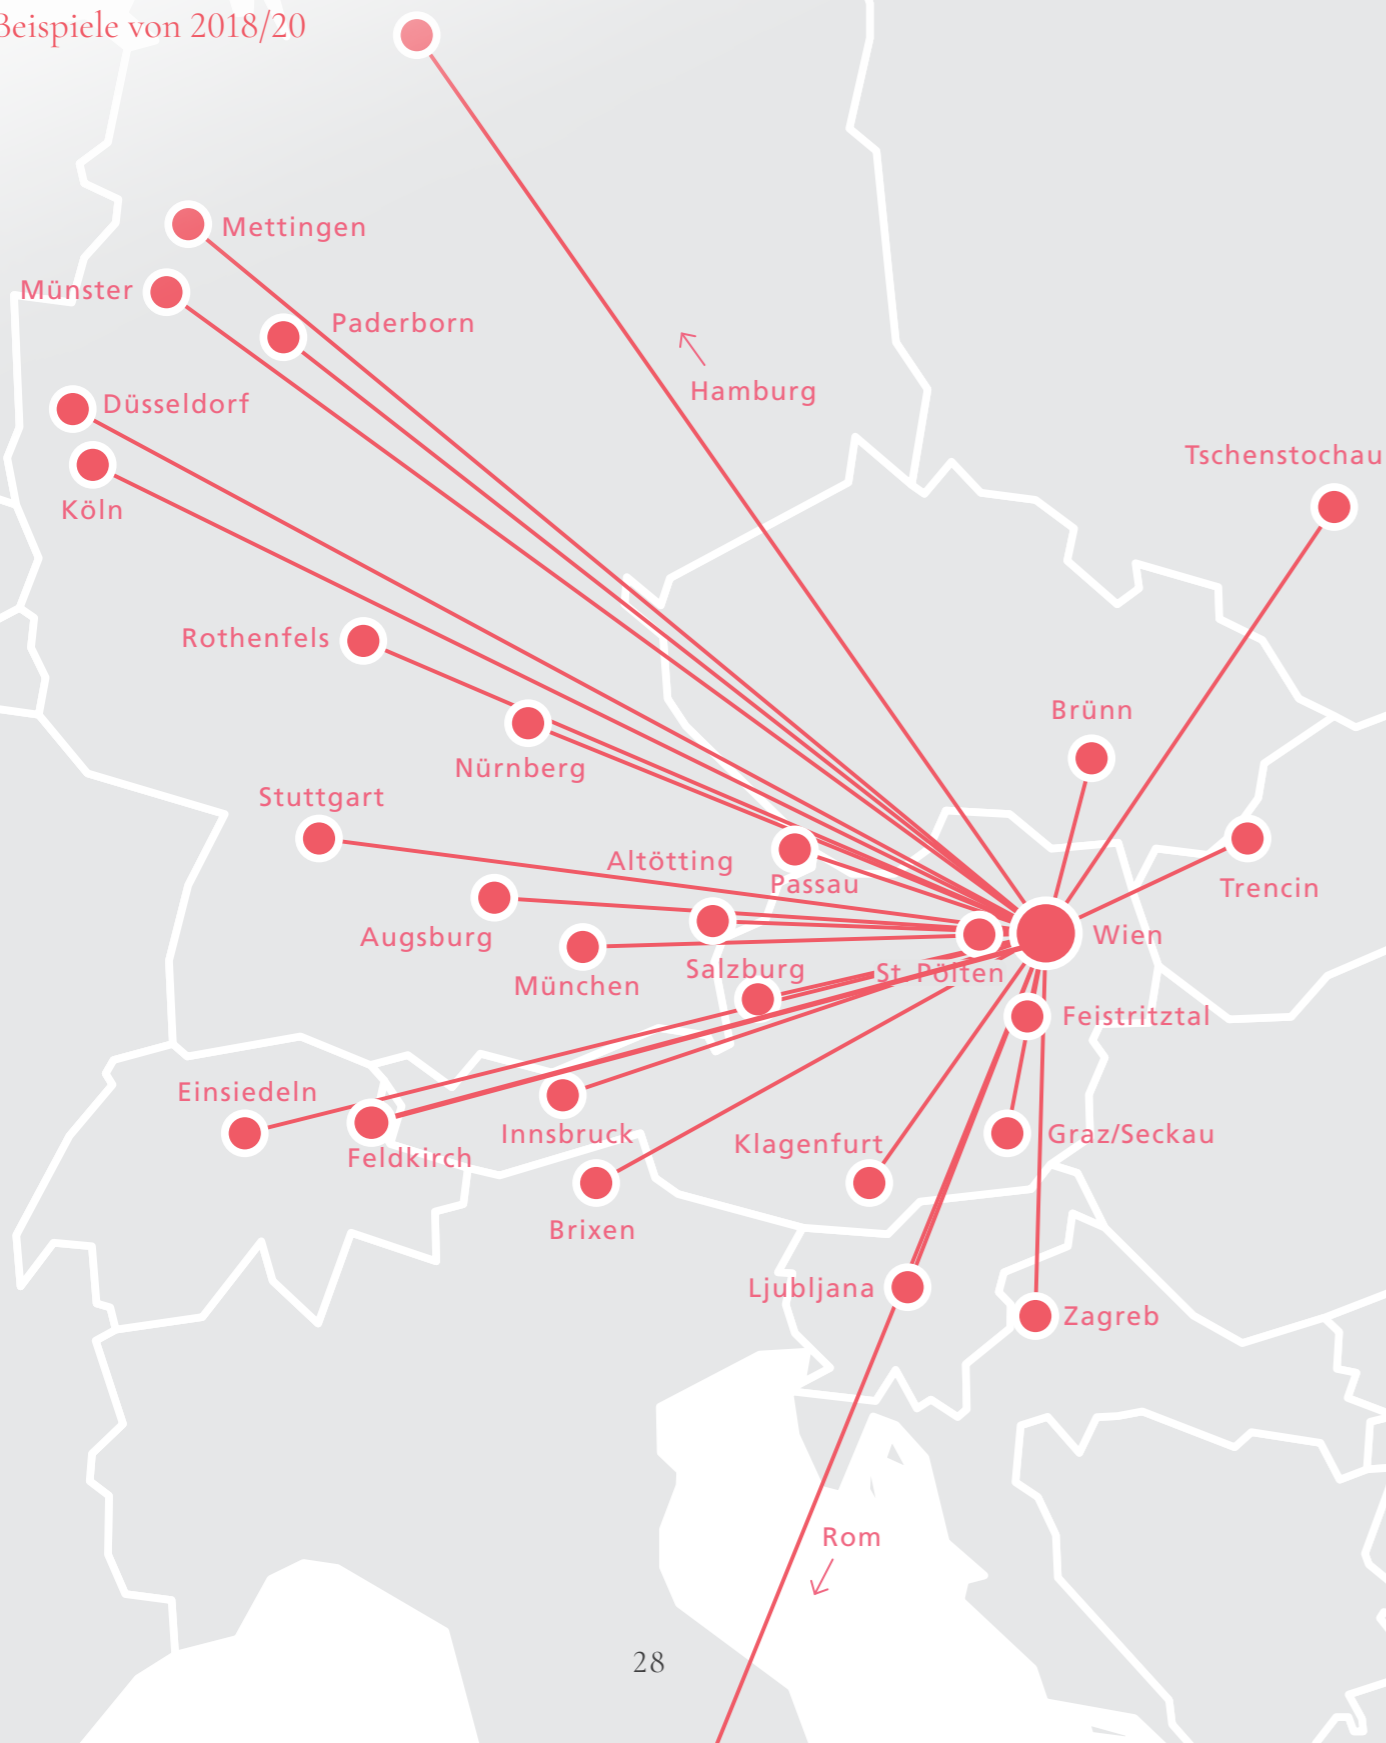 Beispiele von 2018/20
Mettingen
Münster
Paderborn
Hamburg
Düsseldorf
Tschenstochau
Köln
Rothenfels
Brünn
Nürnberg
Stuttgart
Altötting
Passau
Trencin
Augsburg
Wien
Salzburg
St. Pölten
München
Feistritztal
Einsiedeln
Innsbruck
Graz/Seckau
Klagenfurt
Feldkirch
Brixen
Ljubljana
Zagreb
Rom
28